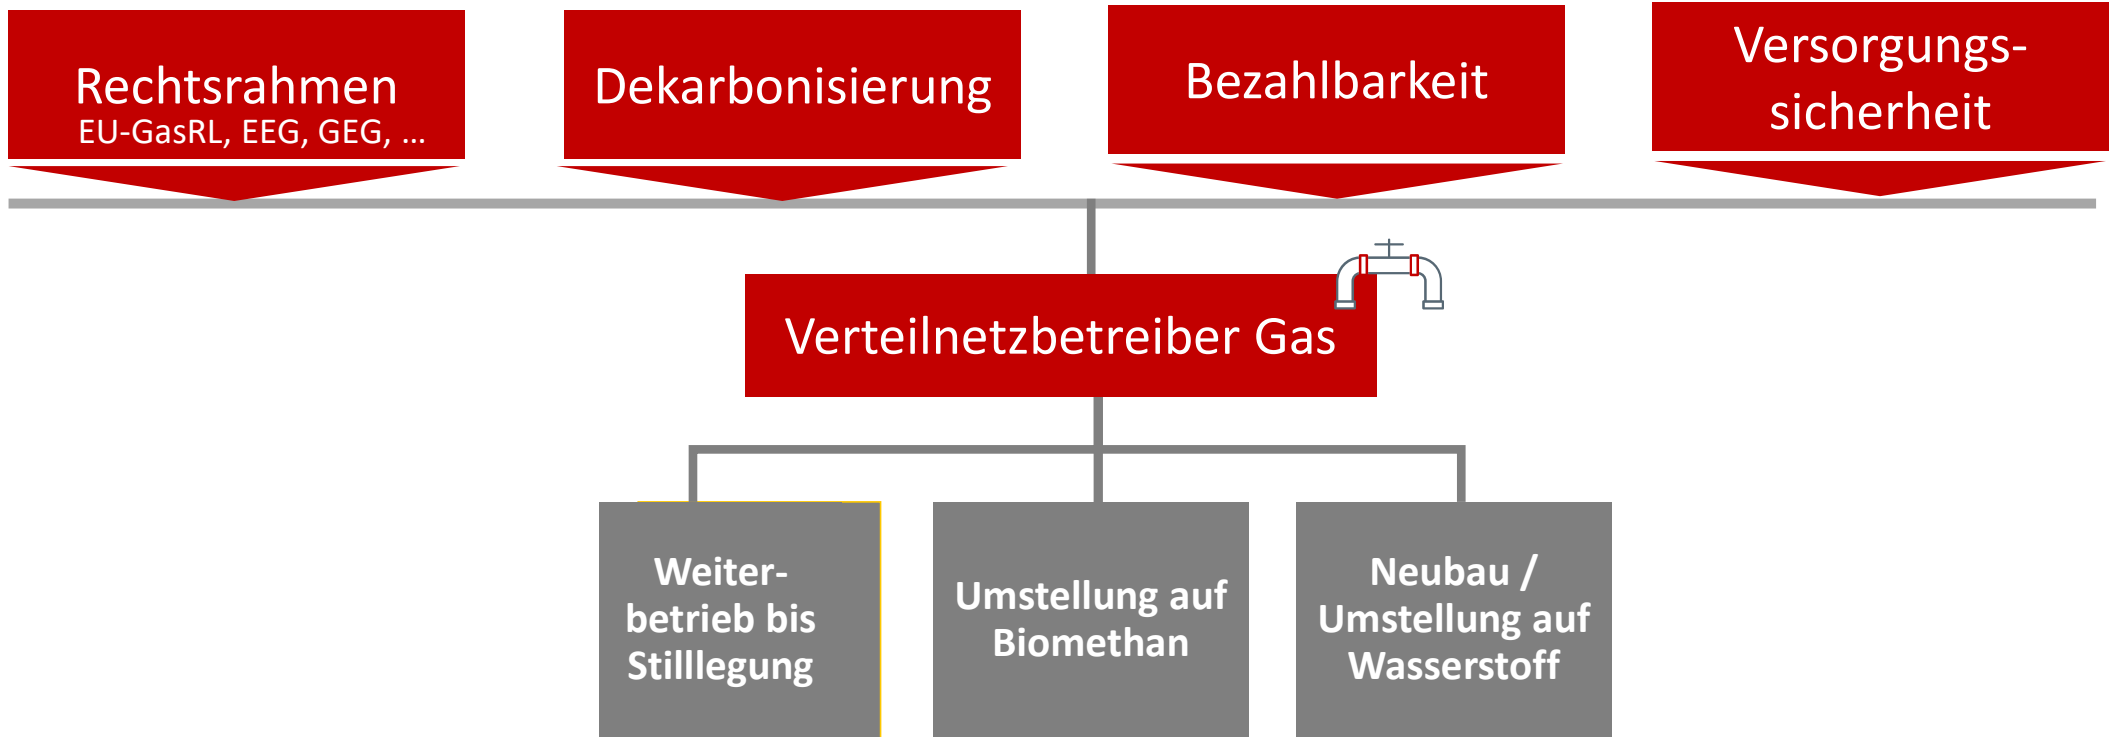 Rechtsrahmen
EU-GasRL, EEG, GEG, ...
Dekarbonisierung
Bezahlbarkeit
Versorgungs-
sicherheit
Verteilnetzbetreiber Gas
Weiter-
betrieb bis
Stilllegung
Umstellung auf
Biomethan
Neubau /
Umstellung auf
Wasserstoff